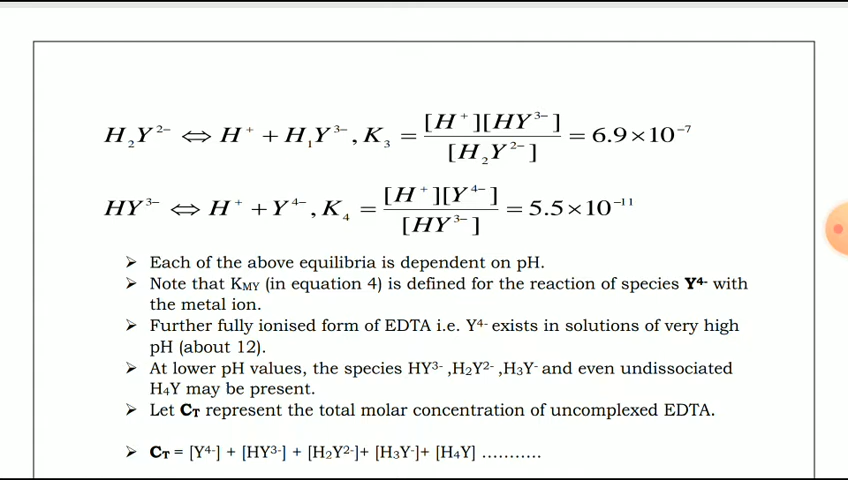 H₂Y²⁻ ⇔ H⁺ + H₁Y³⁻, K₃ = [H⁺][HY³⁻] / [H₂Y²⁻] = 6.9×10⁻⁷
HY³⁻ ⇔ H⁺ + Y⁴⁻, K₄ = [H⁺][Y⁴⁻] / [HY³⁻] = 5.5×10⁻¹¹
➢ Each of the above equilibria is dependent on pH.
➢ Note that K_MY (in equation 4) is defined for the reaction of species Y⁴⁻ with
the metal ion.
➢ Further fully ionised form of EDTA i.e. Y⁴⁻ exists in solutions of very high
pH (about 12).
➢ At lower pH values, the species HY³⁻ ,H₂Y²⁻ ,H₃Y⁻ and even undissociated
H₄Y may be present.
➢ Let C_T represent the total molar concentration of uncomplexed EDTA.
➢ C_T = [Y⁴⁻] + [HY³⁻] + [H₂Y²⁻]+ [H₃Y⁻]+ [H₄Y] ………..